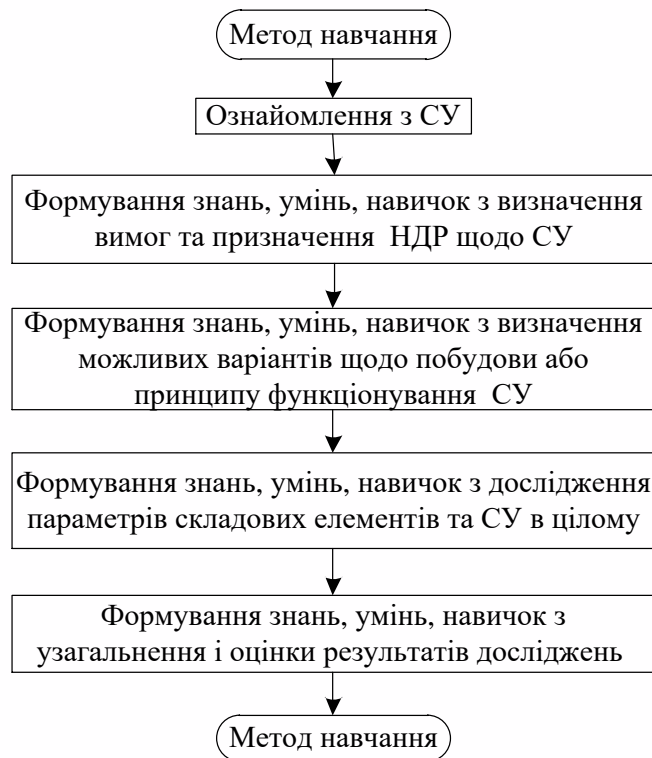 Метод навчання
Ознайомлення з СУ
Формування знань, умінь, навичок з визначення
вимог та призначення НДР щодо СУ
Формування знань, умінь, навичок з визначення
можливих варіантів щодо побудови або
принципу функціонування СУ
Формування знань, умінь, навичок з дослідження
параметрів складових елементів та СУ в цілому
Формування знань, умінь, навичок з
узагальнення і оцінки результатів досліджень
Метод навчання